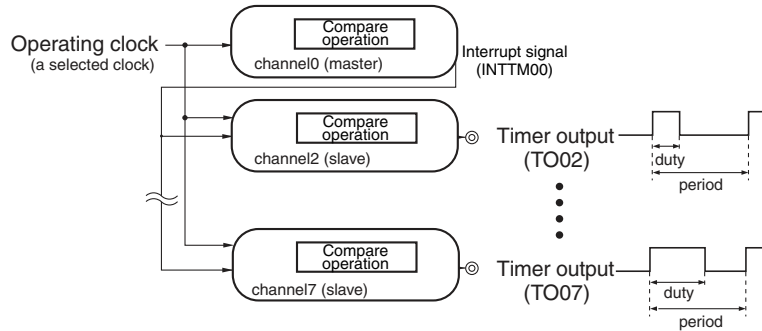 Compare
operation
Operating clock
(a selected clock)
channel0 (master)
Interrupt signal
(INTTM00)
Compare
operation
channel2 (slave)
Timer output
(TO02)
duty
period
Compare
operation
channel7 (slave)
Timer output
(TO07)
duty
period